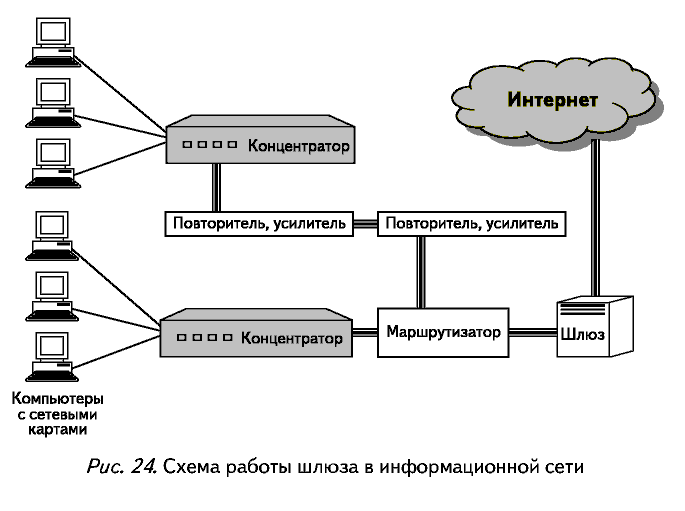 Интернет
Концентратор
Повторитель, усилитель
Повторитель, усилитель
Концентратор
Маршрутизатор
Шлюз
Компьютеры
с сетевыми
картами
Рис. 24. Схема работы шлюза в информационной сети